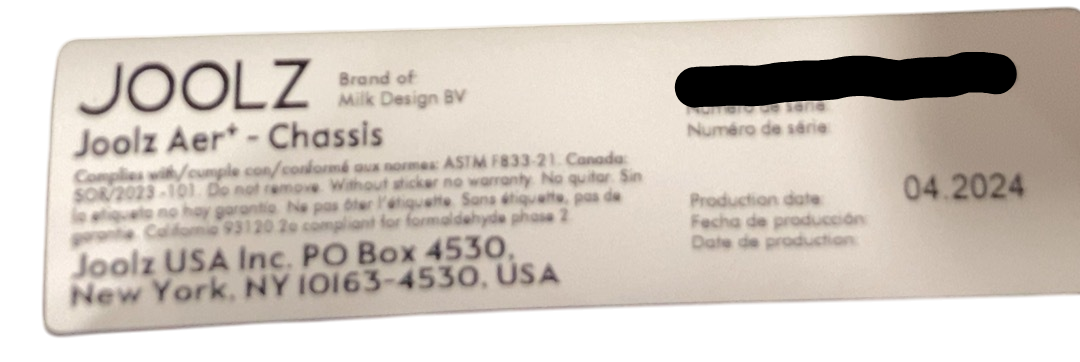 JOOLZ
Brand of:
Milk Design BV
Joolz Aer⁺ - Chassis
Complies with/cumple con/conformé aux normes: ASTM F833-21. Canada:
SOR/2023 -101. Do not remove. Without sticker no warranty. No quitar. Sin
la etiqueta no hay garantía. Ne pas ôter l'étiquette. Sans étiquette, pas de
garantie. California 93120.2a compliant for formaldehyde phase 2
Joolz USA Inc. PO Box 4530,
New York, NY 10163-4530, USA
Número de série:
Numéro de série:
Production date: 04.2024
Fecha de producción:
Date de production: